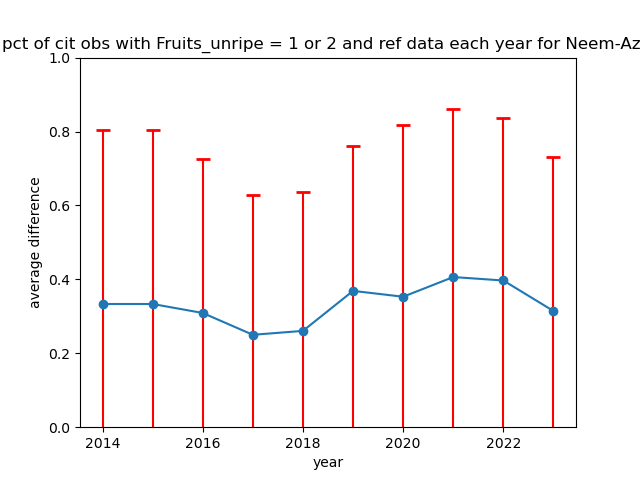 pct of cit obs with Fruits_unripe = 1 or 2 and ref data each year for Neem-Az
1.0
0.8
0.6
0.4
0.2
0.0
average difference
2014 2016 2018 2020 2022
year